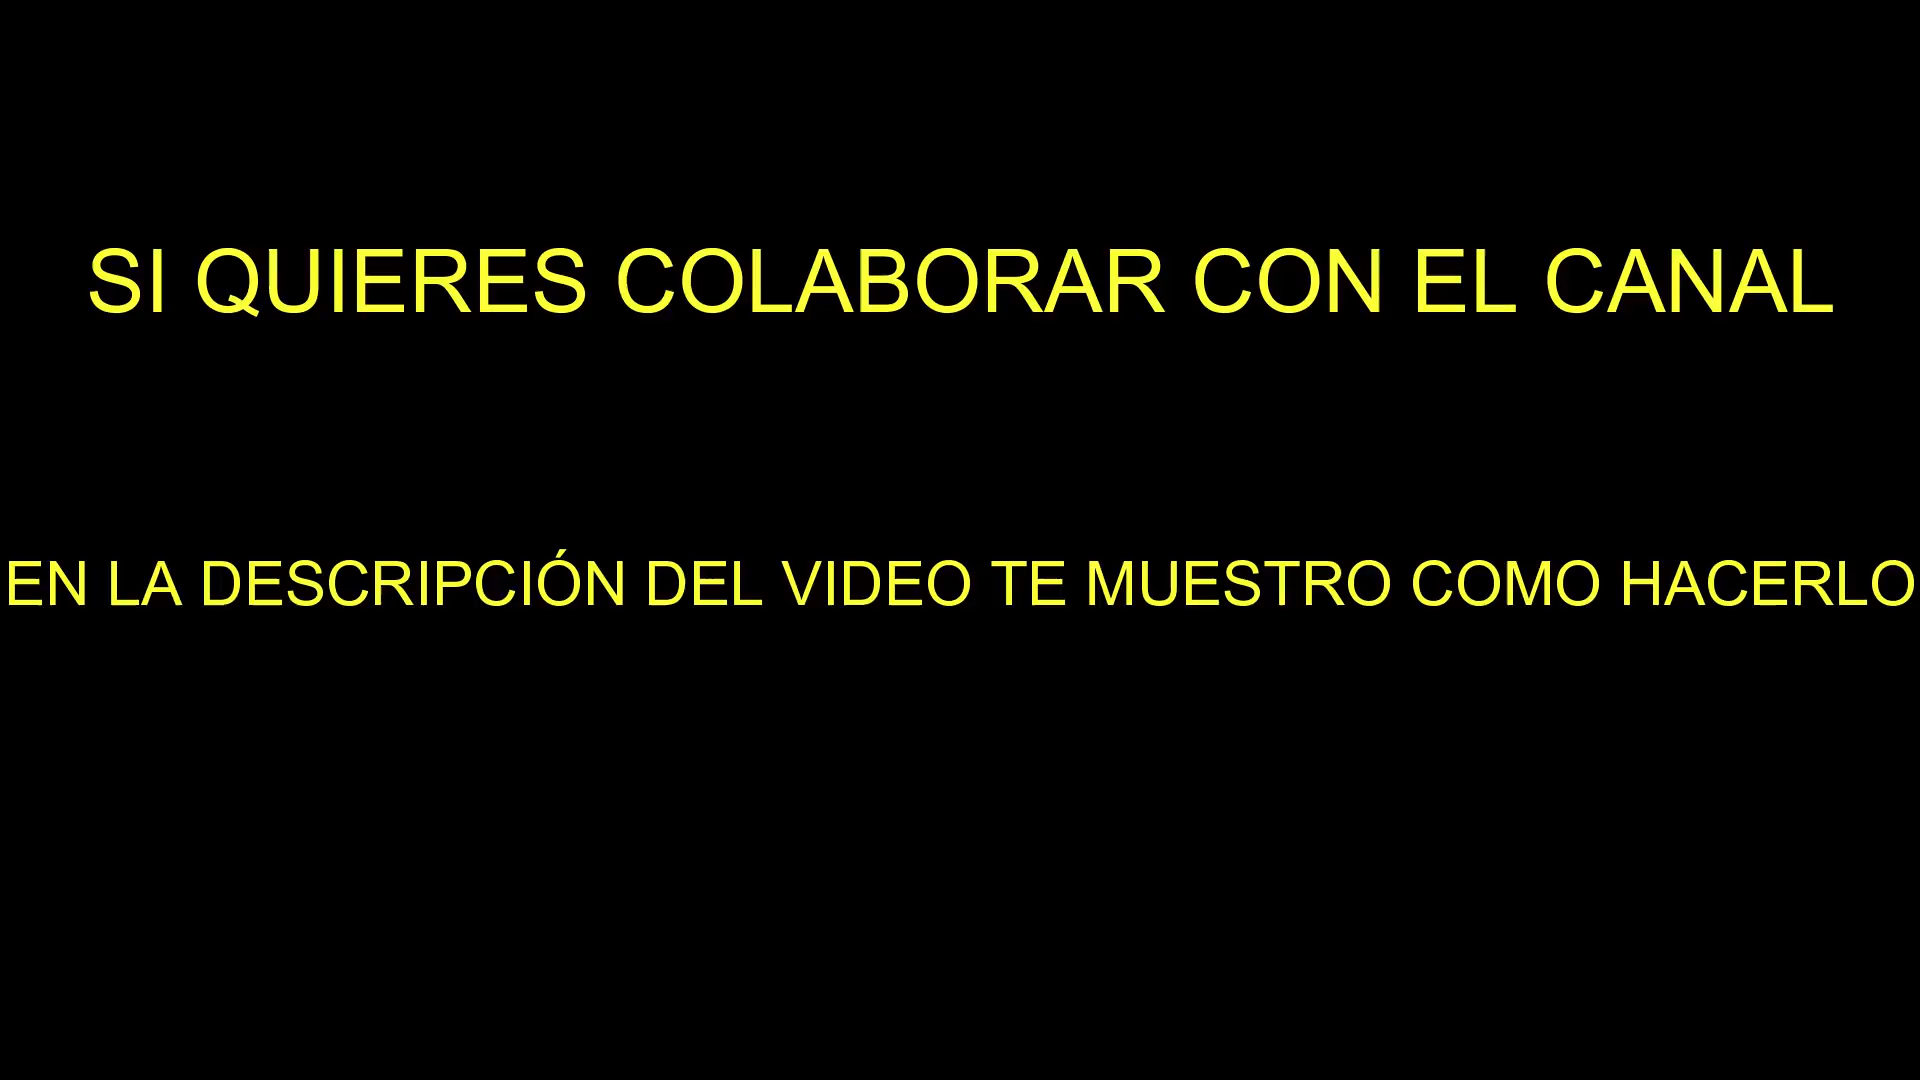 SI QUIERES COLABORAR CON EL CANAL
EN LA DESCRIPCIÓN DEL VIDEO TE MUESTRO COMO HACERLO